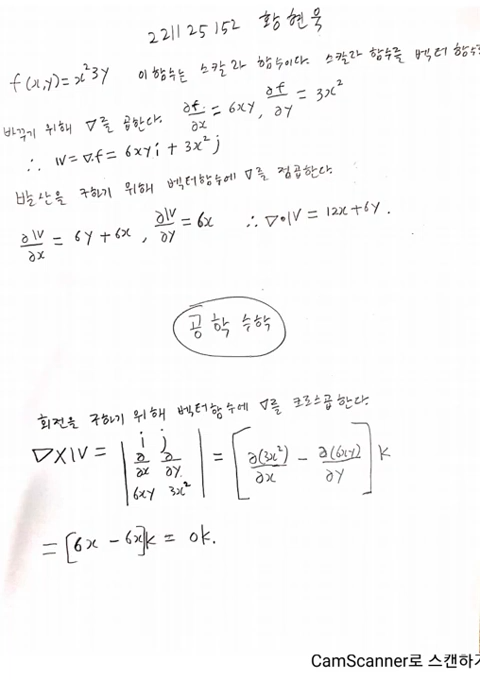 221125152 황현욱
f(x,y)=x²3y 이 함수는 스칼라 함수이다. 스칼라 함수를 벡터 함수로
바꾸기 위해 ▽를 곱한다. ∂f/∂x = 6xy, ∂f/∂y = 3x²
∴ 𝕍 = ▽.f = 6xyi + 3x²j
발산을 구하기 위해 벡터함수에 ▽를 점곱한다.
∂𝕍/∂x = 6y+6x, ∂𝕍/∂y = 6x ∴ ▽•𝕍 = 12x+6y.
공학수학
회전을 구하기 위해 벡터함수에 ▽를 크로스곱 한다.
▽X𝕍 = | i j ; ∂/∂x ∂/∂y ; 6xy 3x² | = [∂(3x²)/∂x - ∂(6xy)/∂y] k
= [6x - 6x]k = 0k.
CamScanner로 스캔하기